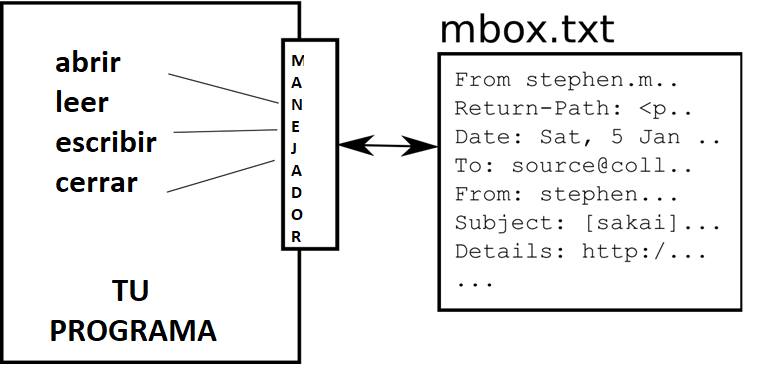 abrir
leer
escribir
cerrar
TU
PROGRAMA
MANEJADOR
mbox.txt
From stephen.m..
Return-Path: <p..
Date: Sat, 5 Jan ..
To: source@coll..
From: stephen...
Subject: [sakai]...
Details: http:/...
...